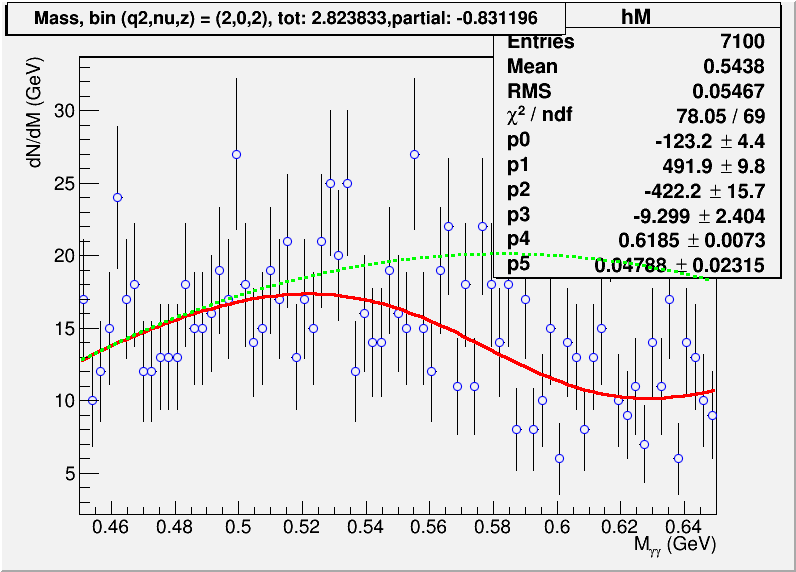 Mass, bin (q2,nu,z) = (2,0,2), tot: 2.823833,partial: -0.831196
hM
Entries 7100
Mean 0.5438
RMS 0.05467
χ² / ndf 78.05 / 69
p0 -123.2 ± 4.4
p1 491.9 ± 9.8
p2 -422.2 ± 15.7
p3 -9.299 ± 2.404
p4 0.6185 ± 0.0073
p5 0.04788 ± 0.02315
dN/dM (GeV)
30
25
20
15
10
5
0.46 0.48 0.5 0.52 0.54 0.56 0.58 0.6 0.62 0.64
Mγγ (GeV)